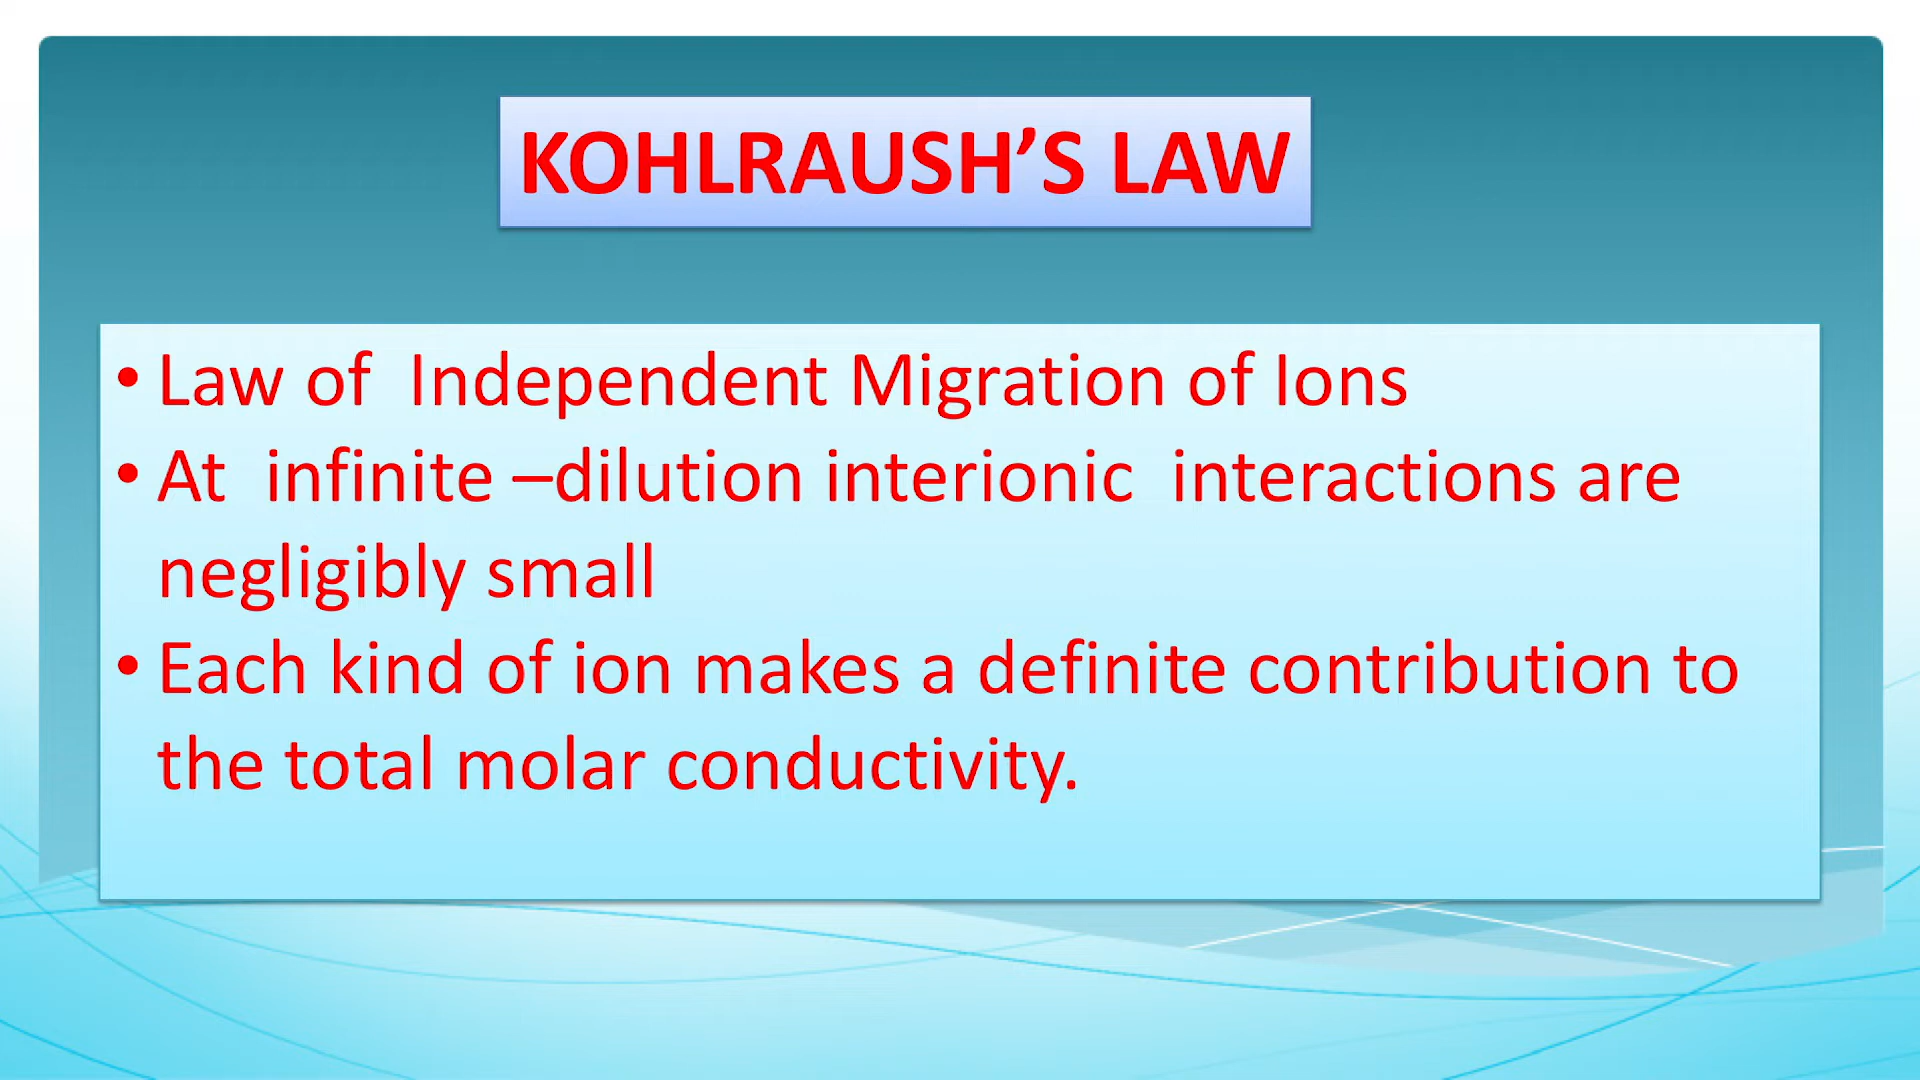 KOHLRAUSH’S LAW
• Law of Independent Migration of Ions
• At infinite –dilution interionic interactions are
negligibly small
• Each kind of ion makes a definite contribution to
the total molar conductivity.